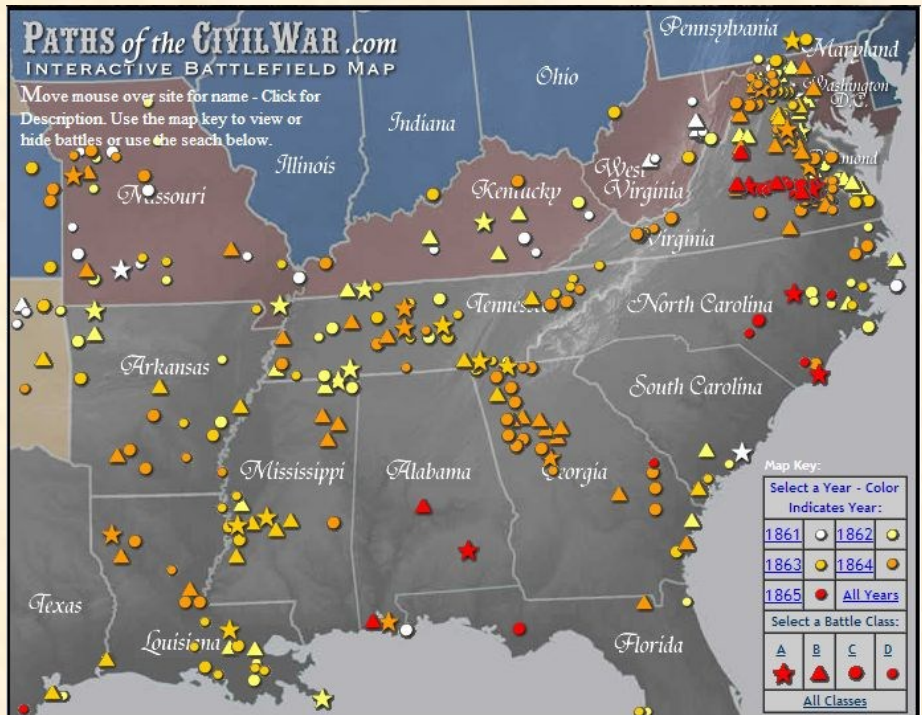 PATHS of the CIVIL WAR .com
INTERACTIVE BATTLEFIELD MAP
Move mouse over site for name - Click for
Description. Use the map key to view or
hide battles or use the seach below.
Pennsylvania
Maryland
Washington
D.C.
Ohio
Indiana
Illinois
Missouri
Kentucky
West
Virginia
Virginia
North Carolina
Arkansas
South Carolina
Mississippi
Alabama
Georgia
Texas
Louisiana
Florida
Map Key:
Select a Year - Color
Indicates Year:
1861 1862
1863 1864
1865 All Years
Select a Battle Class:
A B C D
All Classes